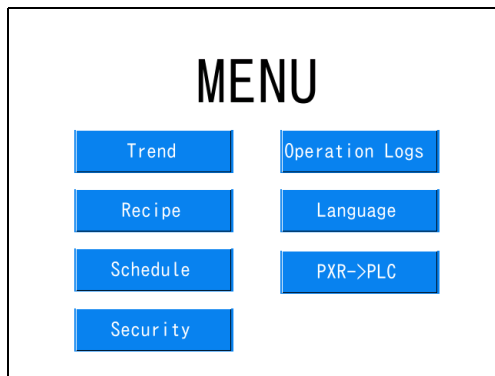 MENU
Trend
Operation Logs
Recipe
Language
Schedule
PXR->PLC
Security